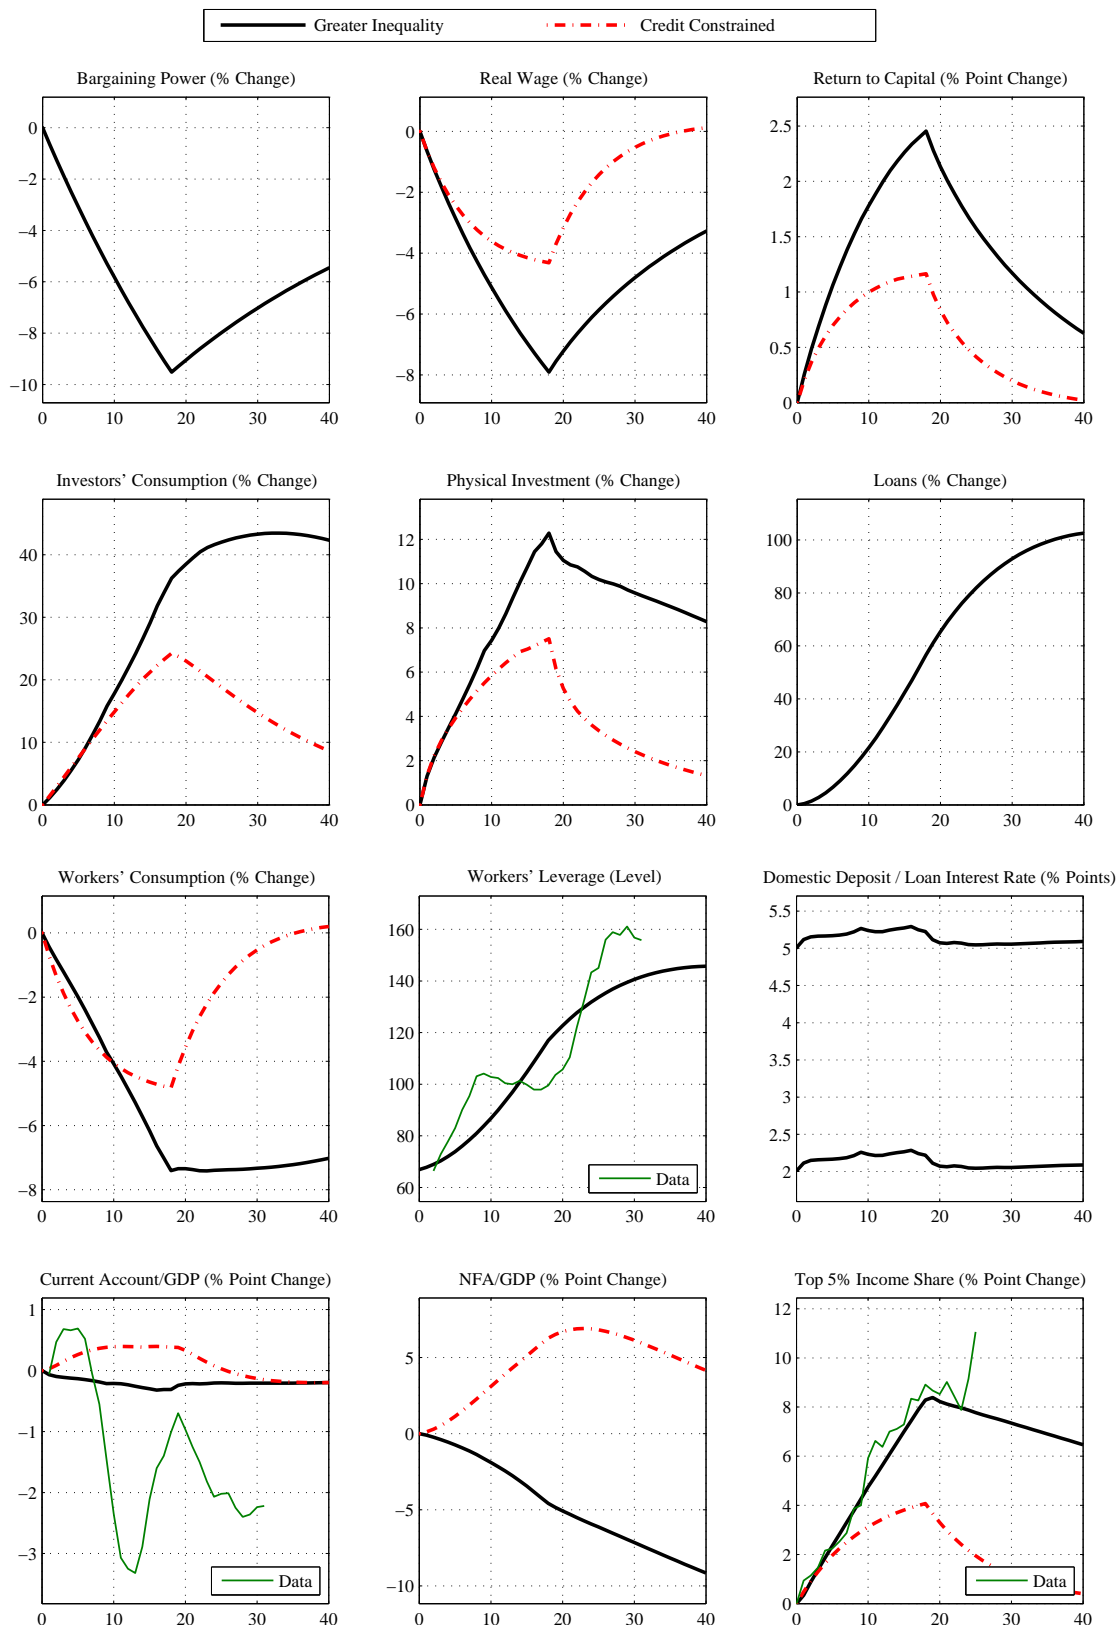 Greater Inequality
Credit Constrained
Bargaining Power (% Change)
Real Wage (% Change)
Return to Capital (% Point Change)
0
−2
−4
−6
−8
−10
0 10 20 30 40
0
−2
−4
−6
−8
0 10 20 30 40
2.5
2
1.5
1
0.5
0
0 10 20 30 40
Investors’ Consumption (% Change)
Physical Investment (% Change)
Loans (% Change)
40
30
20
10
0
0 10 20 30 40
12
10
8
6
4
2
0
0 10 20 30 40
100
80
60
40
20
0
0 10 20 30 40
Workers’ Consumption (% Change)
Workers’ Leverage (Level)
Domestic Deposit / Loan Interest Rate (% Points)
0
−2
−4
−6
−8
0 10 20 30 40
160
140
120
100
80
60
Data
0 10 20 30 40
5.5
5
4.5
4
3.5
3
2.5
2
0 10 20 30 40
Current Account/GDP (% Point Change)
NFA/GDP (% Point Change)
Top 5% Income Share (% Point Change)
1
0
−1
−2
−3
Data
0 10 20 30 40
5
0
−5
−10
0 10 20 30 40
12
10
8
6
4
2
0
Data
0 10 20 30 40